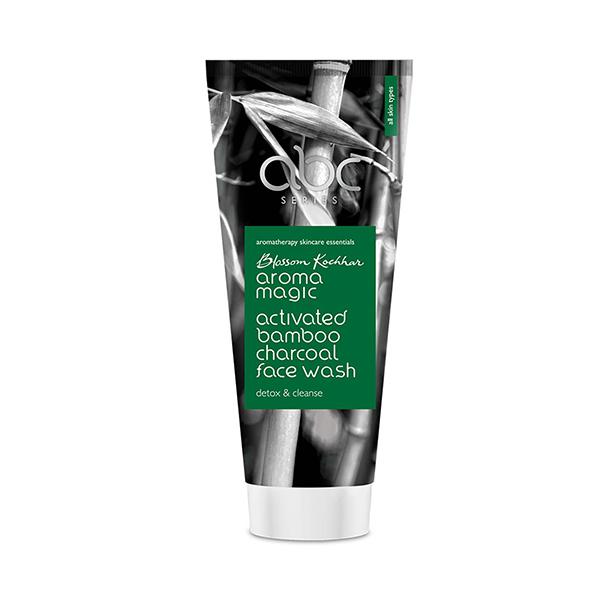 all skin types
abc
SERIES
aromatherapy skincare essentials
Blossom Kochhar
aroma
magic
activated
bamboo
charcoal
face wash
detox & cleanse